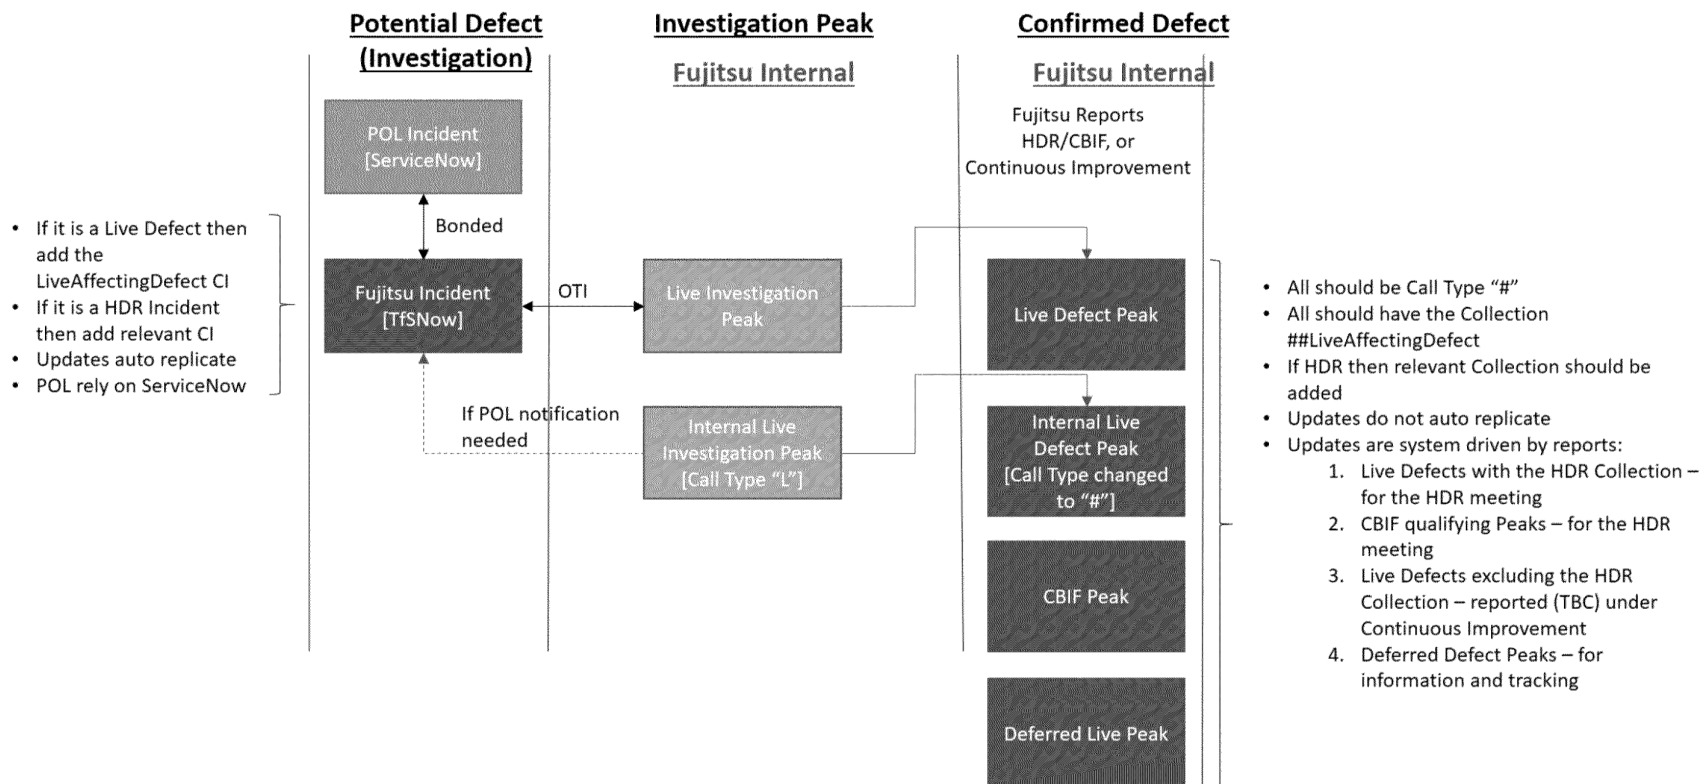 Potential Defect
(Investigation)
Investigation Peak
Fujitsu Internal
Confirmed Defect
Fujitsu Internal
Fujitsu Reports
HDR/CBIF, or
Continuous Improvement
POL Incident
[ServiceNow]
Bonded
• If it is a Live Defect then
add the
LiveAffectingDefect CI
• If it is a HDR Incident
then add relevant CI
• Updates auto replicate
• POL rely on ServiceNow
Fujitsu Incident
[TfSNow]
OTI
Live Investigation
Peak
Live Defect Peak
If POL notification
needed
Internal Live
Investigation Peak
[Call Type “L”]
Internal Live
Defect Peak
[Call Type changed
to “#”]
CBIF Peak
Deferred Live Peak
• All should be Call Type “#”
• All should have the Collection
##LiveAffectingDefect
• If HDR then relevant Collection should be
added
• Updates do not auto replicate
• Updates are system driven by reports:
1. Live Defects with the HDR Collection –
for the HDR meeting
2. CBIF qualifying Peaks – for the HDR
meeting
3. Live Defects excluding the HDR
Collection – reported (TBC) under
Continuous Improvement
4. Deferred Defect Peaks – for
information and tracking